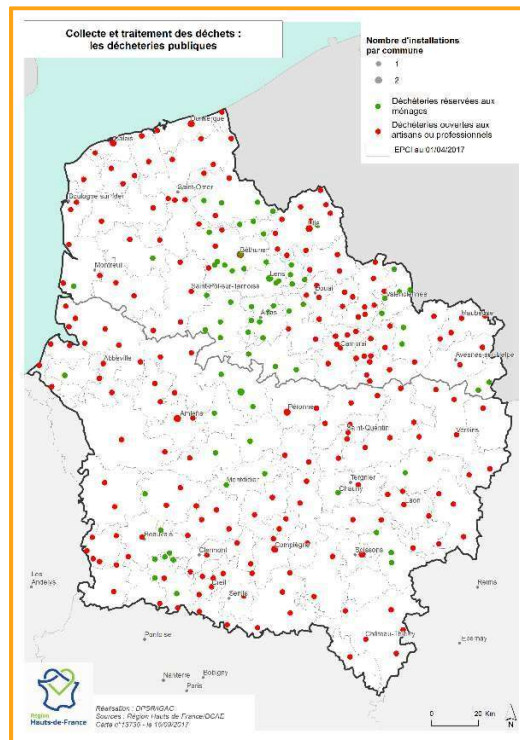 Collecte et traitement des déchets :
les décheteries publiques
Nombre d'installations
par commune
1
2
Déchèteries réservées aux
ménages
Déchèteries ouvertes aux
artisans ou professionnels
EPCI au 01/04/2017
Dunkerque
Calais
Saint-Omer
Boulogne sur Mer
Lille
Béthune
Montreuil
Lens
Saint-Pol-sur-Ternoise
Douai
Valenciennes
Arras
Maubeuge
Cambrai
Avesnes-sur-Helpe
Abbeville
Amiens
Péronne
Saint-Quentin
Vervins
Montdidier
Tergnier
Chauny
Laon
Beauvais
Clermont
Compiègne
Soissons
Creil
Senlis
Les
Andelys
Reims
Château-Thierry
Epernay
Pontoise
Nanterre
Bobigny
Paris
Région
Hauts-de-France
Réalisation : DPSR/AGAC
Sources : Région Hauts de France/DCAE
Carte n°13756 - le 18/09/2017
0
20 Km
N